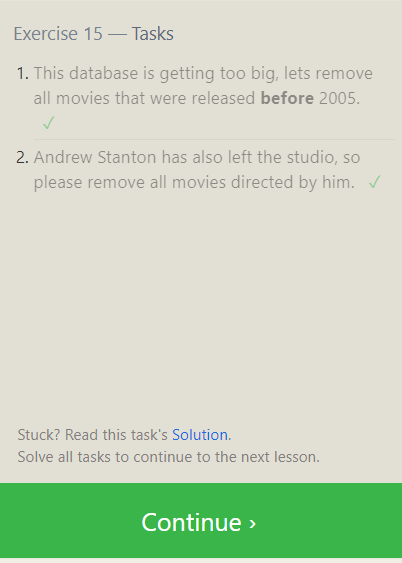 Exercise 15 — Tasks
1. This database is getting too big, lets remove
all movies that were released before 2005.
✓
2. Andrew Stanton has also left the studio, so
please remove all movies directed by him. ✓
Stuck? Read this task's Solution.
Solve all tasks to continue to the next lesson.
Continue ›